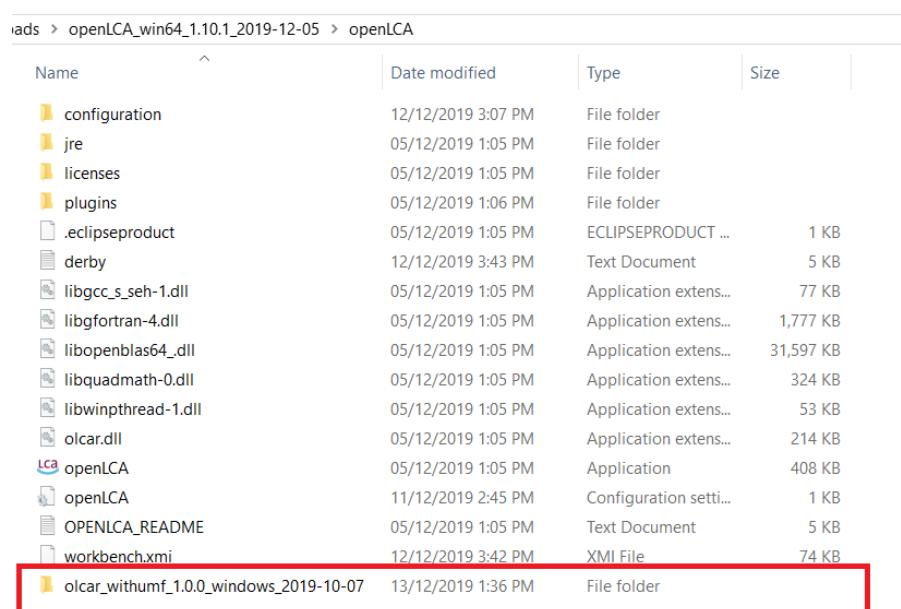 ads > openLCA_win64_1.10.1_2019-12-05 > openLCA
Name Date modified Type Size
configuration 12/12/2019 3:07 PM File folder
jre 05/12/2019 1:05 PM File folder
licenses 05/12/2019 1:05 PM File folder
plugins 05/12/2019 1:06 PM File folder
.eclipseproduct 05/12/2019 1:05 PM ECLIPSEPRODUCT ... 1 KB
derby 12/12/2019 3:43 PM Text Document 5 KB
libgcc_s_seh-1.dll 05/12/2019 1:05 PM Application extens... 77 KB
libgfortran-4.dll 05/12/2019 1:05 PM Application extens... 1,777 KB
libopenblas64_.dll 05/12/2019 1:05 PM Application extens... 31,597 KB
libquadmath-0.dll 05/12/2019 1:05 PM Application extens... 324 KB
libwinpthread-1.dll 05/12/2019 1:05 PM Application extens... 53 KB
olcar.dll 05/12/2019 1:05 PM Application extens... 214 KB
LCA openLCA 05/12/2019 1:05 PM Application 408 KB
openLCA 11/12/2019 2:45 PM Configuration setti... 1 KB
OPENLCA_README 05/12/2019 1:05 PM Text Document 5 KB
workbench.xmi 12/12/2019 3:42 PM XMI File 74 KB
olcar_withumf_1.0.0_windows_2019-10-07 13/12/2019 1:36 PM File folder